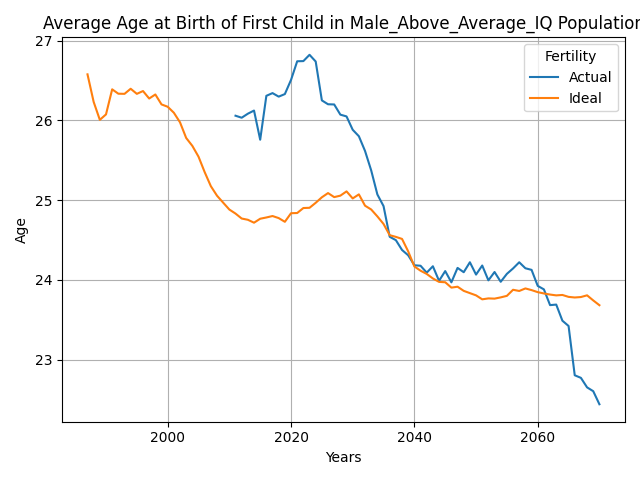 Average Age at Birth of First Child in Male_Above_Average_IQ Population
27
26
25
24
23
Age
Fertility
Actual
Ideal
2000 2020 2040 2060
Years